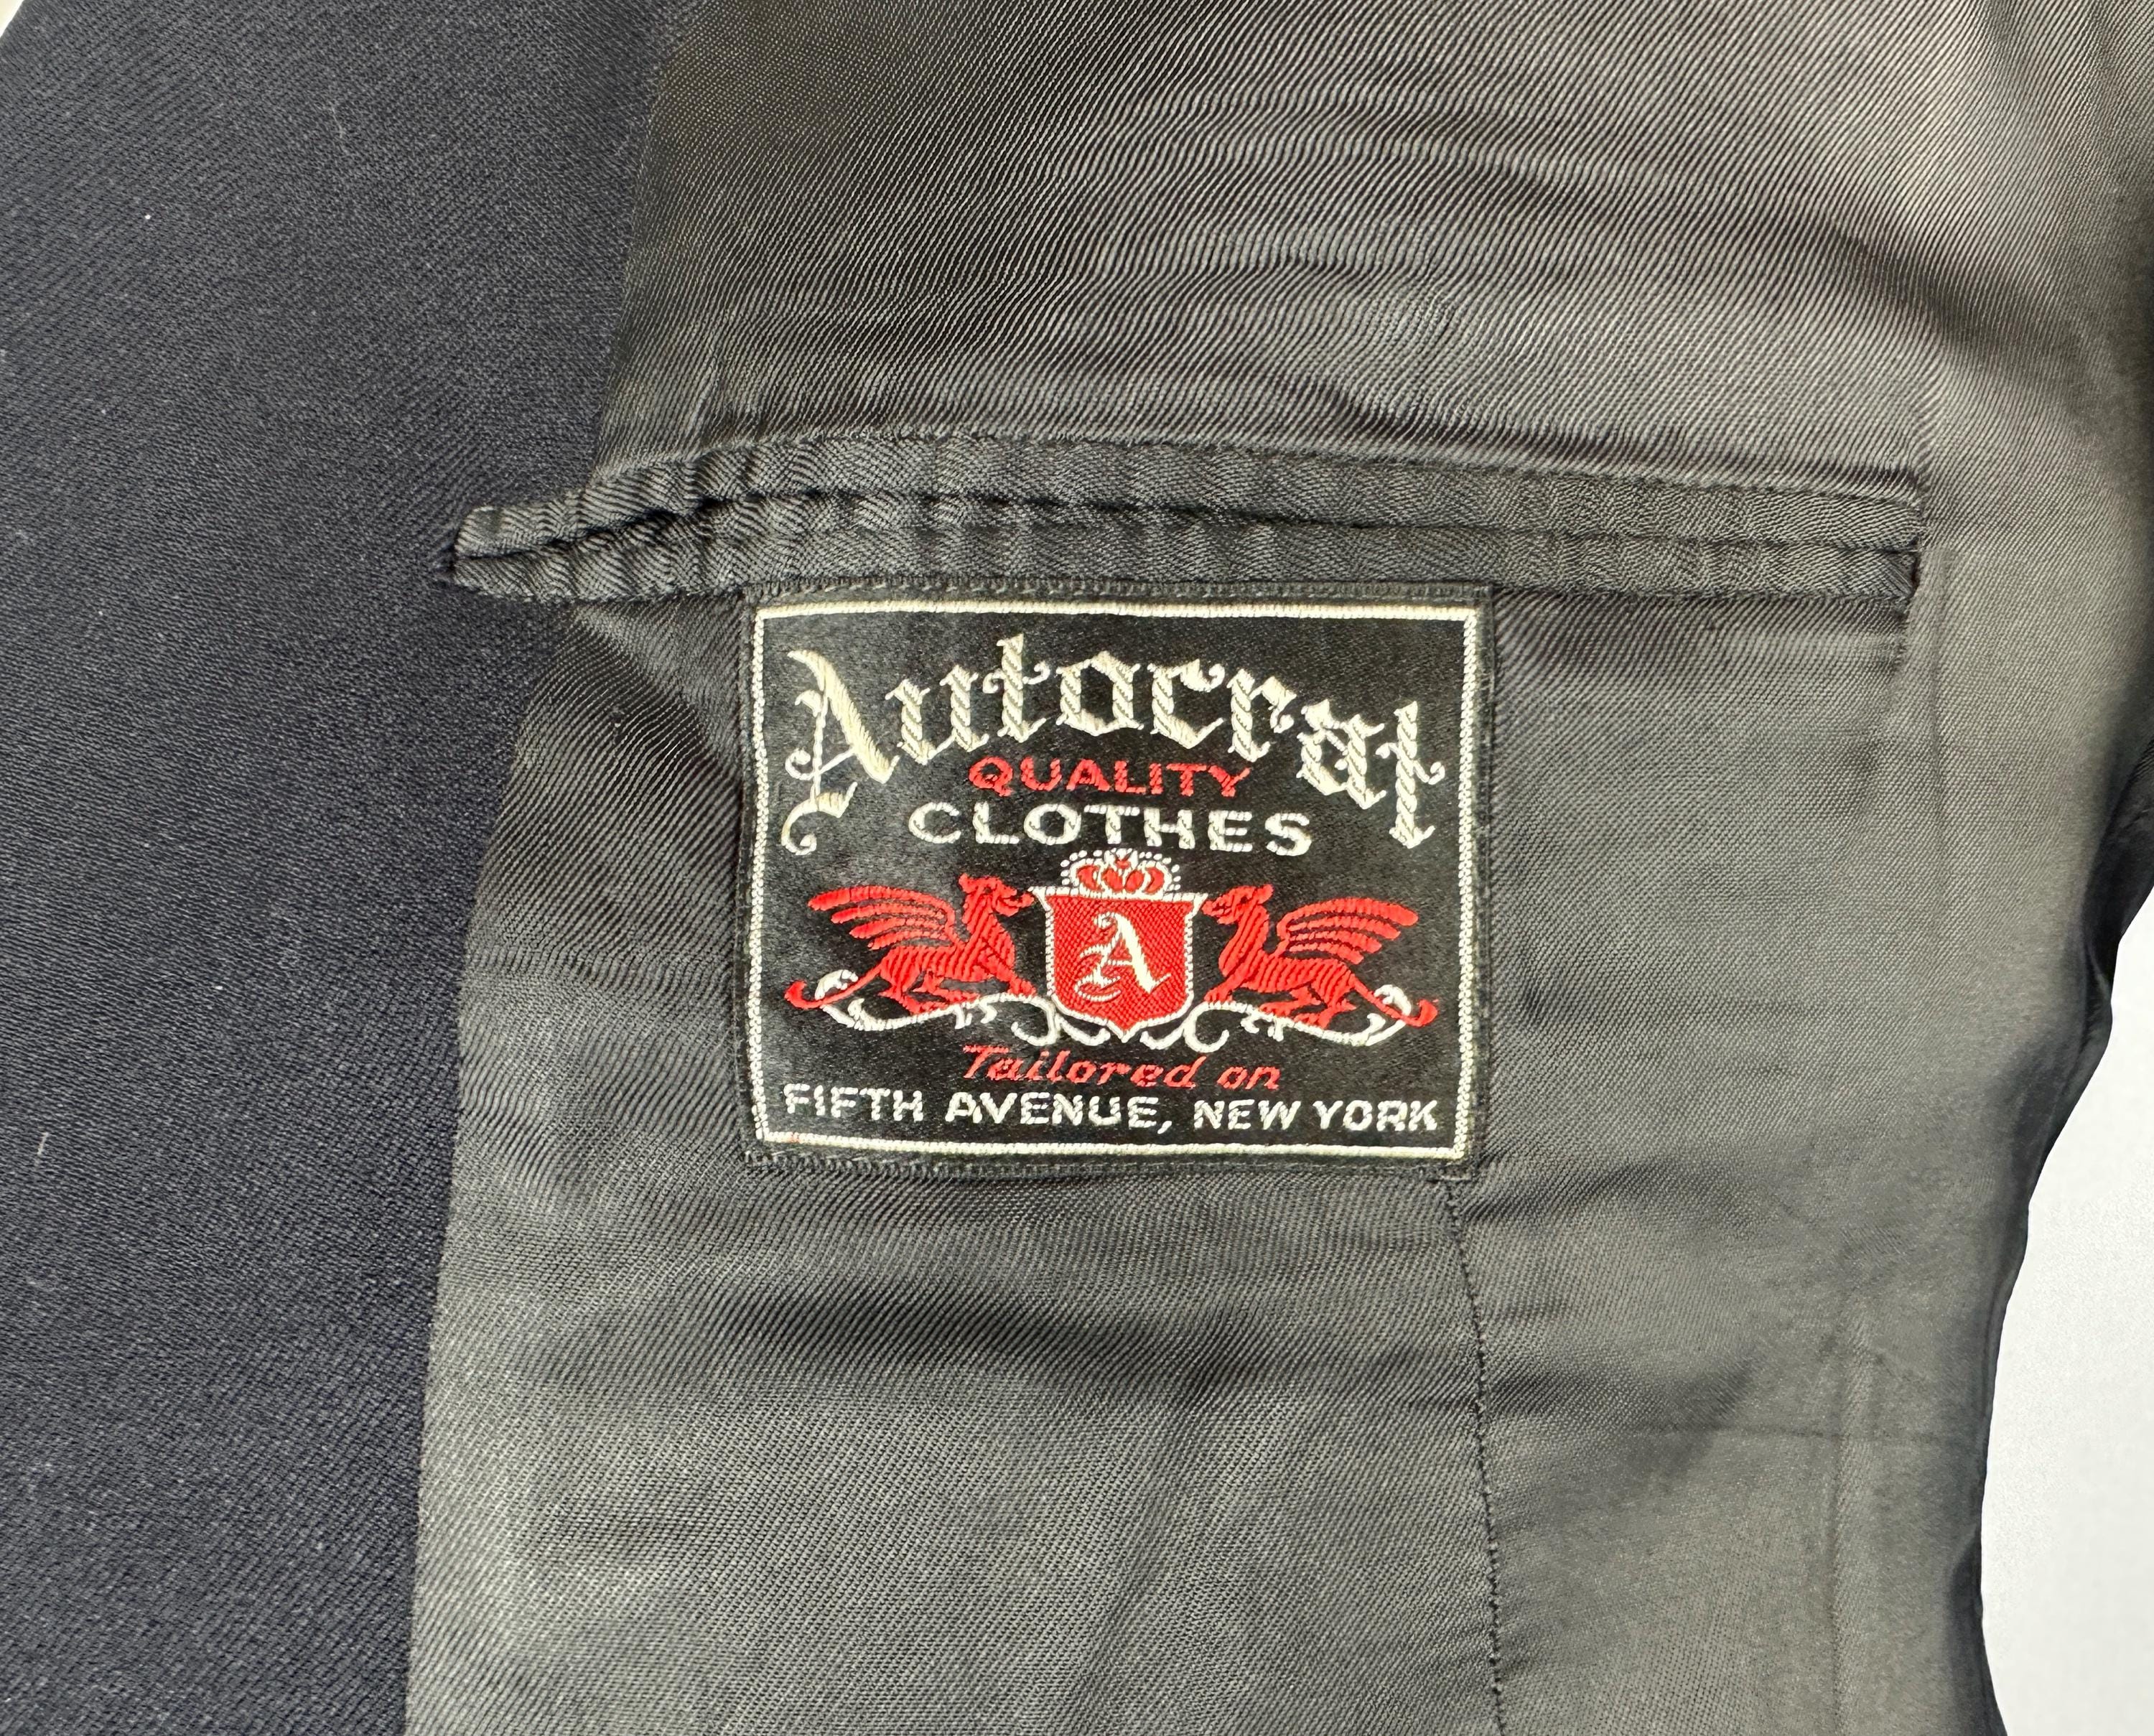 Autocrat
QUALITY
CLOTHES
A
Tailored on
FIFTH AVENUE, NEW YORK